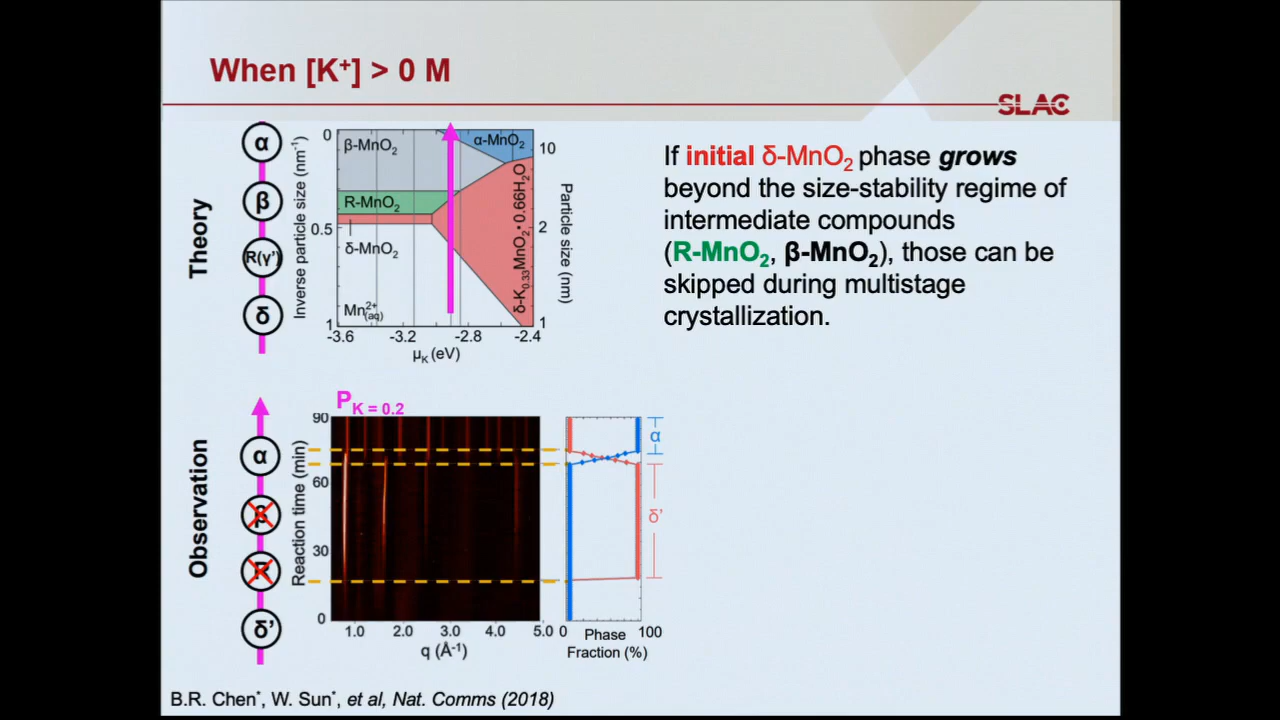 When [K⁺] > 0 M
SLAC
Theory
α
β
R(γ')
δ
Inverse particle size (nm⁻¹)
0
0.5
1
β-MnO₂
α-MnO₂
R-MnO₂
δ-MnO₂
Mn²⁺(aq)
δ-K₀.₃₃MnO₂·0.66H₂O
10
2
1
Particle size (nm)
-3.6 -3.2 -2.8 -2.4
μK (eV)
If initial δ-MnO₂ phase grows
beyond the size-stability regime of
intermediate compounds
(R-MnO₂, β-MnO₂), those can be
skipped during multistage
crystallization.
Observation
α
β
R
δ'
PK = 0.2
Reaction time (min)
90
60
30
0
1.0 2.0 3.0 4.0 5.0
q (Å⁻¹)
α
δ'
0 Phase 100
Fraction (%)
B.R. Chen*, W. Sun*, et al, Nat. Comms (2018)